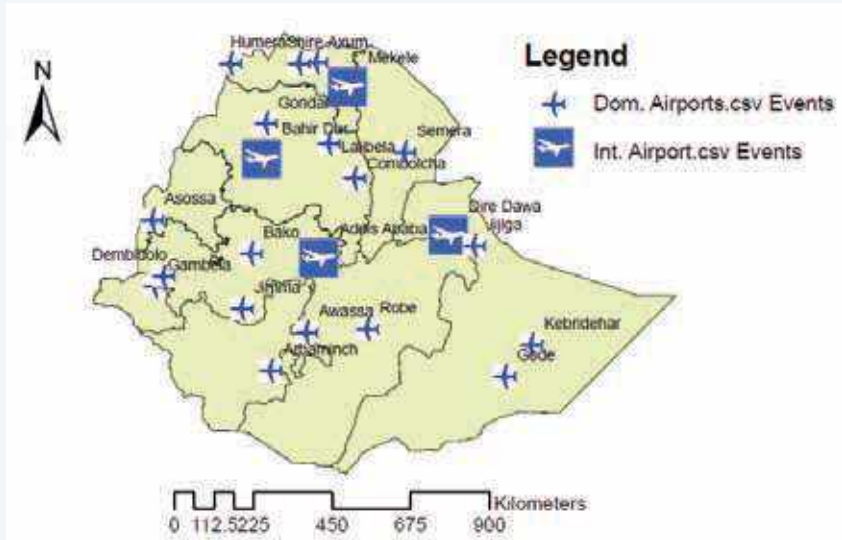 Humera Shire Axum
Mekele
Legend
N
Dom. Airports.csv Events
Gondar
Bahir Dar
Semera
Lalibela
Int. Airport.csv Events
Combolcha
Asossa
Dire Dawa
Jijiga
Bako
Addis Ababa
Dembidolo
Gambela
Jimma
Awassa
Robe
Kebridehar
Arbaminch
Gode
Kilometers
0 112.5225 450 675 900